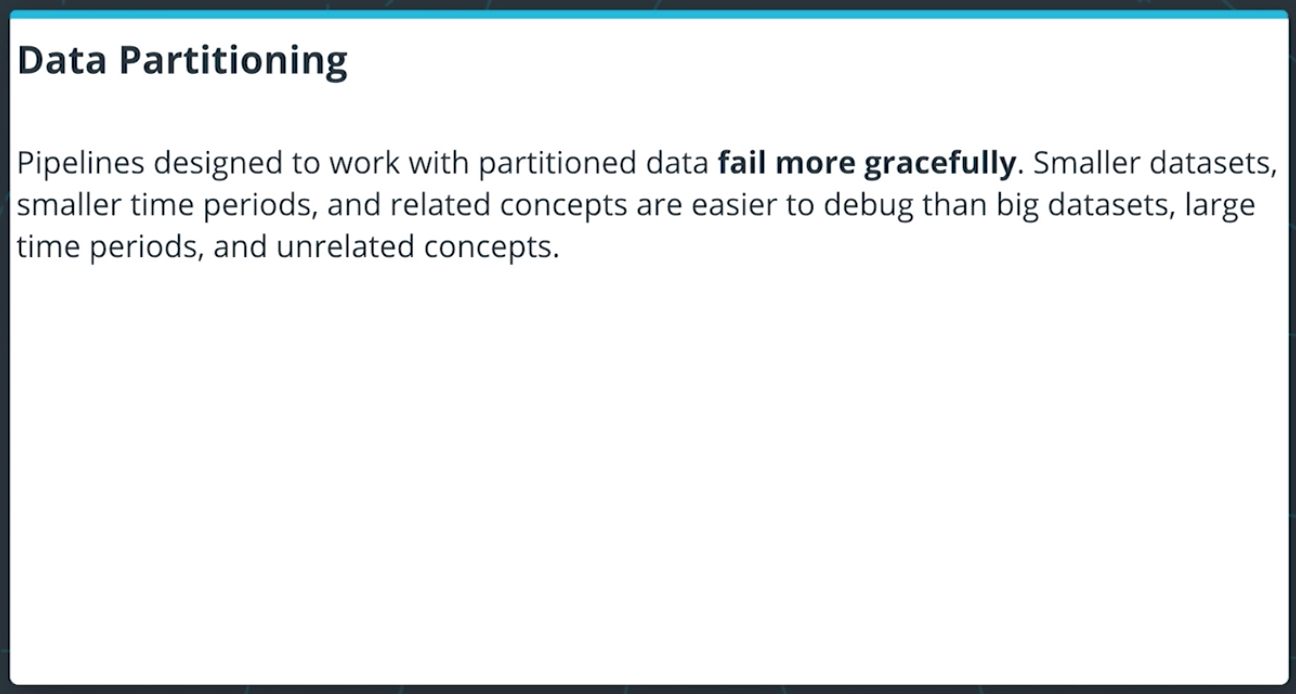 Data Partitioning
Pipelines designed to work with partitioned data fail more gracefully. Smaller datasets,
smaller time periods, and related concepts are easier to debug than big datasets, large
time periods, and unrelated concepts.